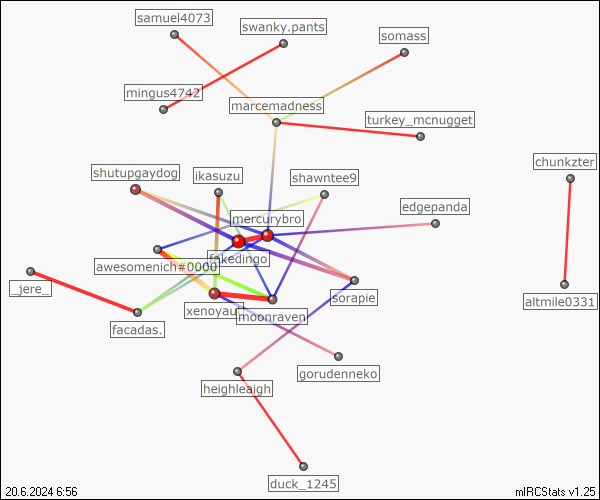 samuel4073
swanky.pants
somass
mingus4742
marcemadness
turkey_mcnugget
chunkzter
shutupgaydog
ikasuzu
shawntee9
mercurybro
edgepanda
fakedingo
awesomenich#0000
_jere_
sorapie
altmile0331
xenoyaur
moonraven
facadas.
gorudenneko
heighleaigh
duck_1245
20.6.2024 6:56
mIRCStats v1.25